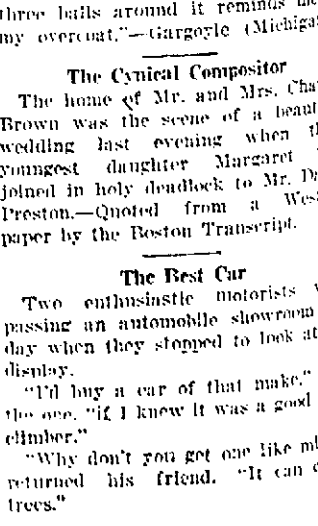 three balls around it reminds me
my overcoat."—Gargoyle (Michiga
The Cynical Compositor
The home of Mr. and Mrs. Cha
Brown was the scene of a beaut
wedding last evening when t
youngest daughter Margaret
joined in holy deadlock to Mr. Da
Preston.—Quoted from a Wes
paper by the Boston Transcript.
The Best Car
Two enthusiastic motorists
passing an automobile showroom
day when they stopped to look at
display.
"I'd buy a car of that make,"
the one, "if I knew it was a good
climber."
"Why don't you get one like mi
returned his friend. "It can c
trees."